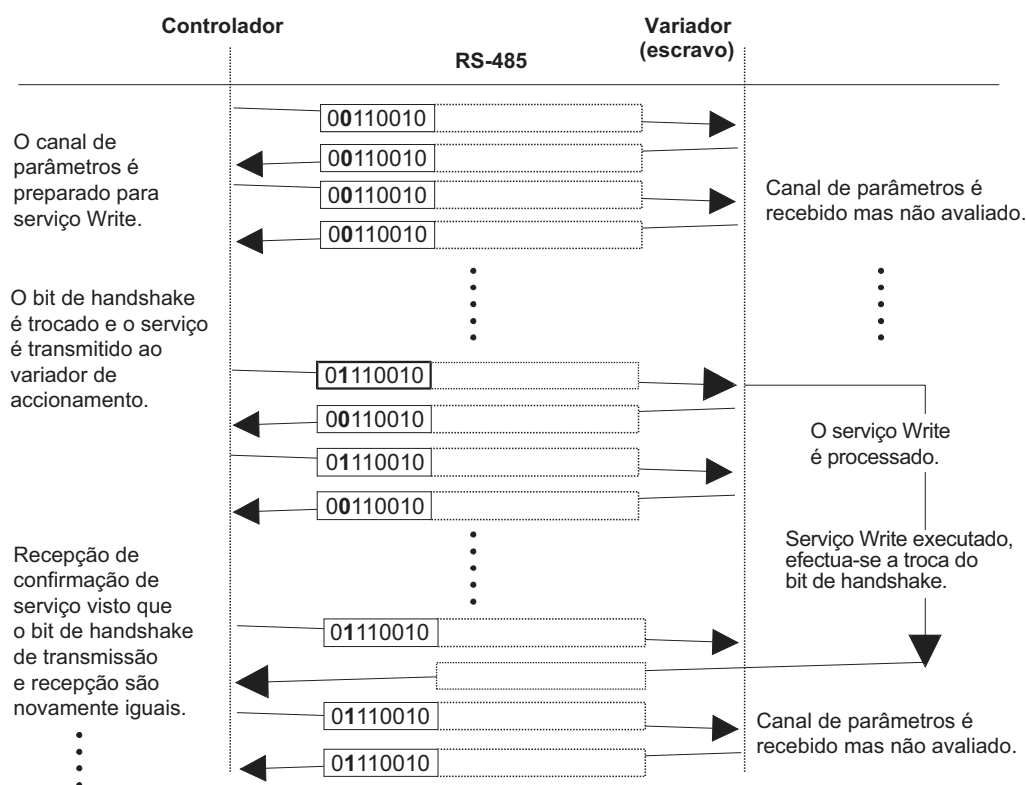 Controlador
Variador
(escravo)
RS-485
00110010
00110010
00110010
00110010
O canal de
parâmetros é
preparado para
serviço Write.
Canal de parâmetros é
recebido mas não avaliado.
O bit de handshake
é trocado e o serviço
é transmitido ao
variador de
accionamento.
01110010
00110010
01110010
00110010
O serviço Write
é processado.
Serviço Write executado,
efectua-se a troca do
bit de handshake.
Recepção de
confirmação de
serviço visto que
o bit de handshake
de transmissão
e recepção são
novamente iguais.
01110010
01110010
01110010
Canal de parâmetros é
recebido mas não avaliado.